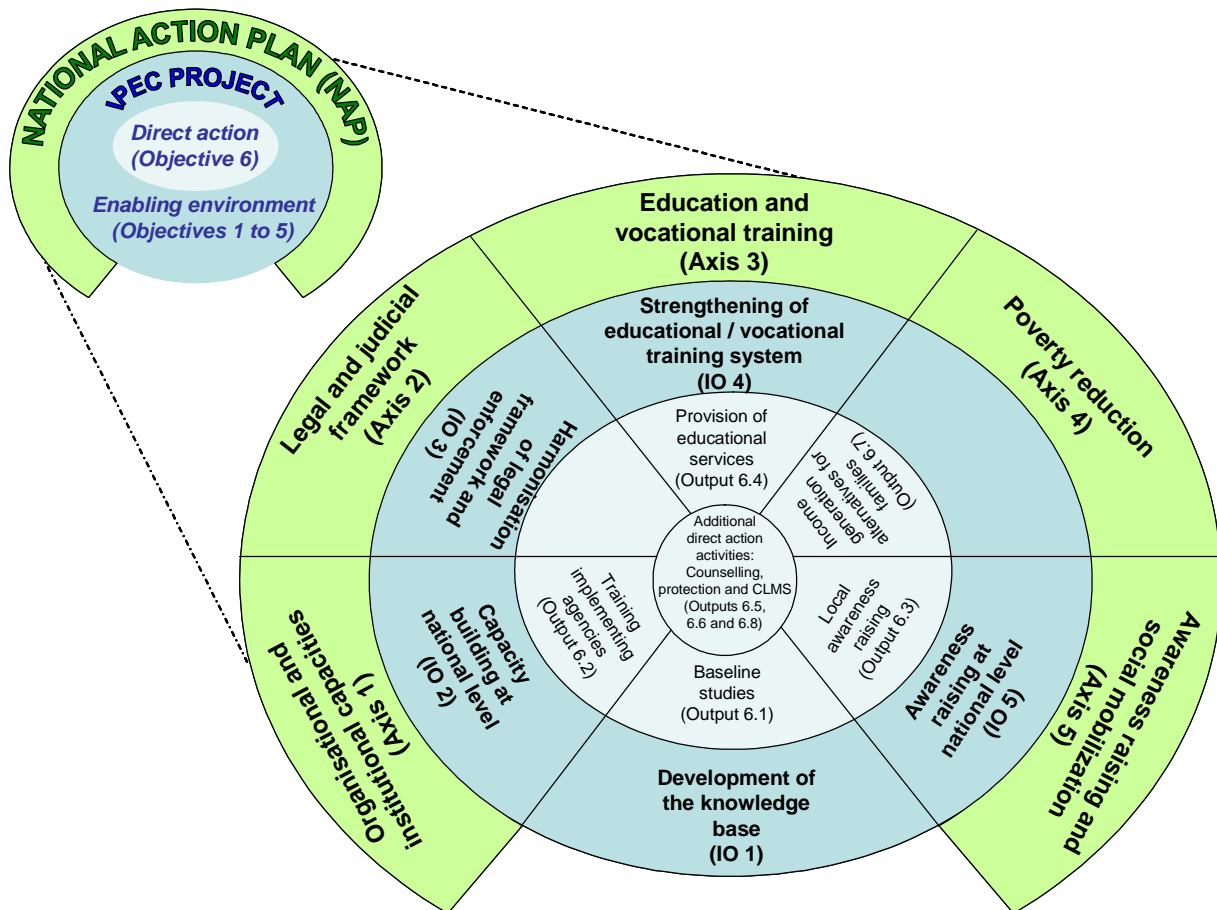 NATIONAL ACTION PLAN (NAP)
IPEC PROJECT
Direct action
(Objective 6)
Enabling environment
(Objectives 1 to 5)
Education and
vocational training
(Axis 3)
Legal and judicial
framework
(Axis 2)
Poverty reduction
(Axis 4)
Strengthening of
educational / vocational
training system
(IO 4)
Harmonisation
of legal
framework and
enforcement
(IO 3)
Provision of
educational
services
(Output 6.4)
Income
generation
alternatives for
families
(Output 6.7)
Additional
direct action
activities:
Counselling,
protection and CLMS
(Outputs 6.5,
6.6 and 6.8)
Training
implementing
agencies
(Output 6.2)
Local
awareness
raising
(Output 6.3)
Capacity
building at
national level
(IO 2)
Baseline
studies
(Output 6.1)
Awareness
raising at
national level
(IO 5)
Organisational and
institutional capacities
(Axis 1)
Awareness raising and
social mobilization
(Axis 5)
Development of
the knowledge
base
(IO 1)